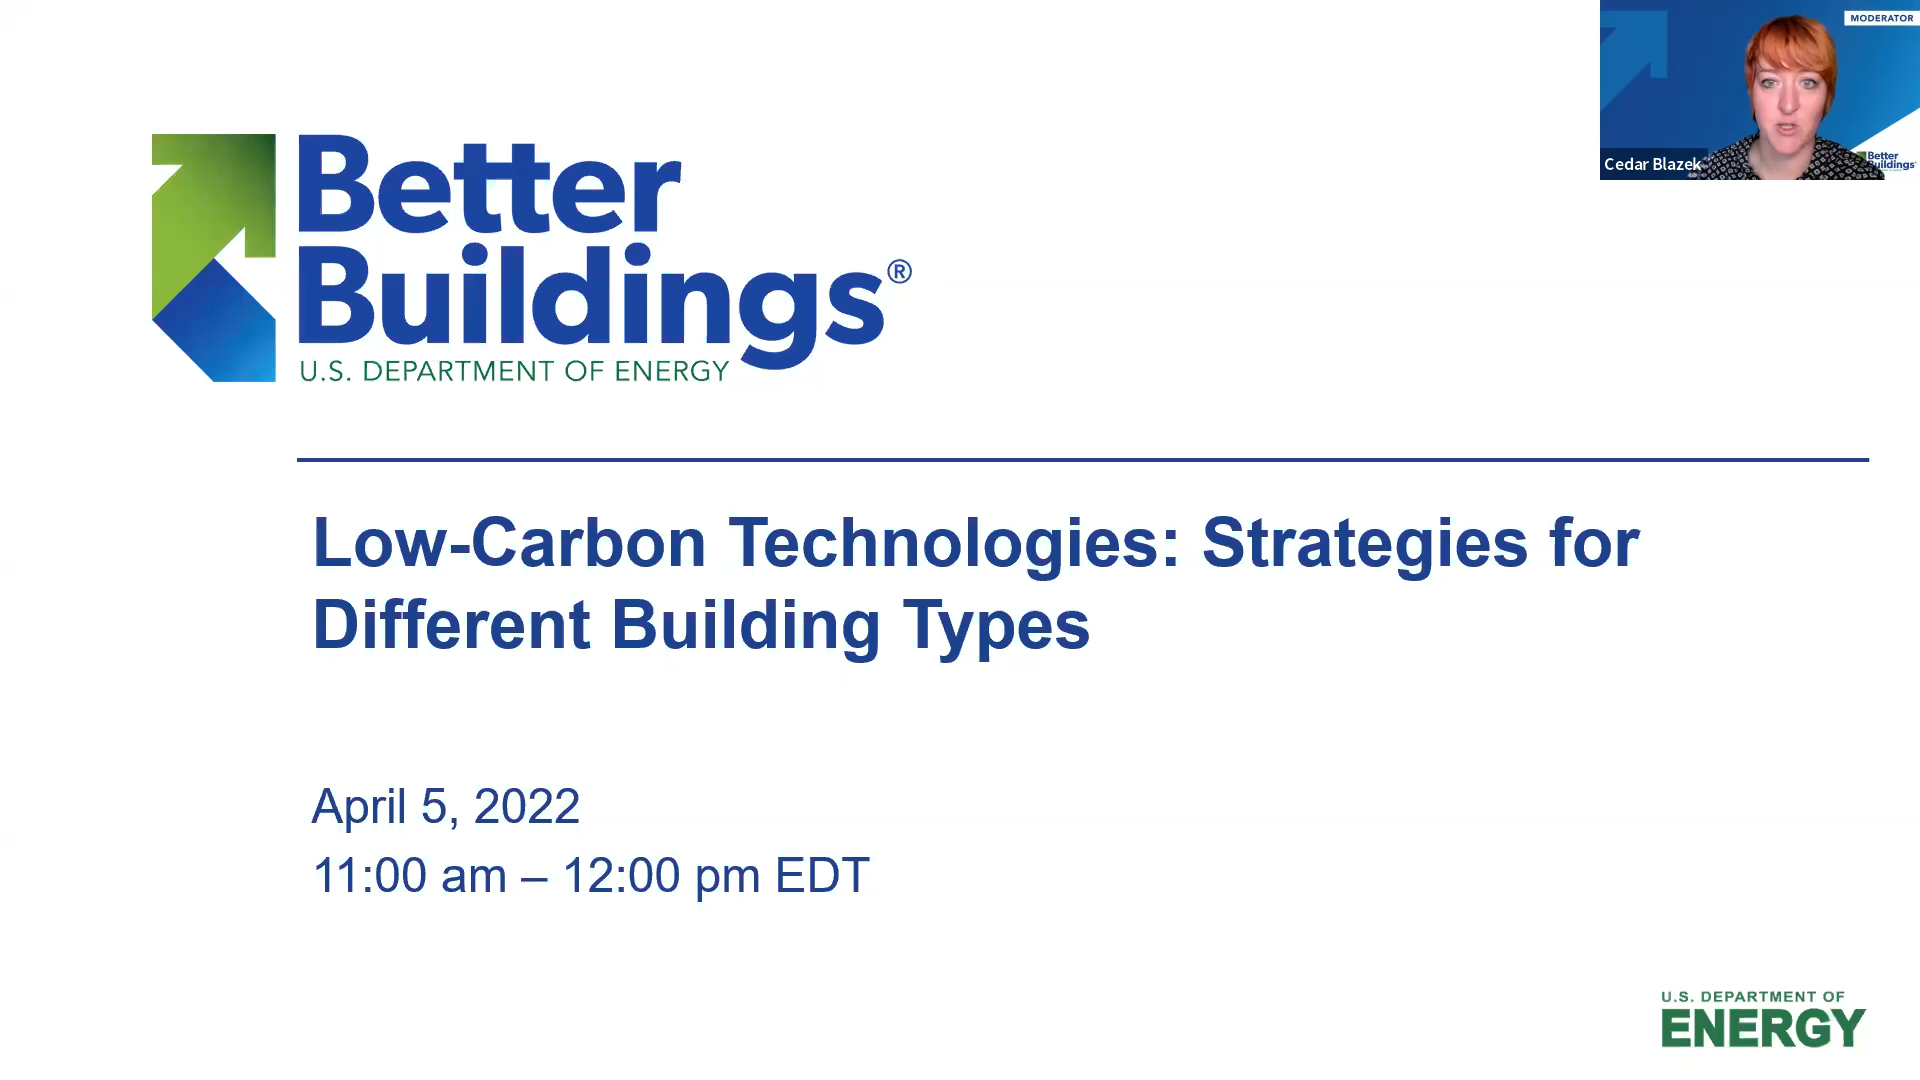 MODERATOR
Cedar Blazek
Better
Buildings®
Better
Buildings®
U.S. DEPARTMENT OF ENERGY
Low-Carbon Technologies: Strategies for
Different Building Types
April 5, 2022
11:00 am – 12:00 pm EDT
U.S. DEPARTMENT OF
ENERGY